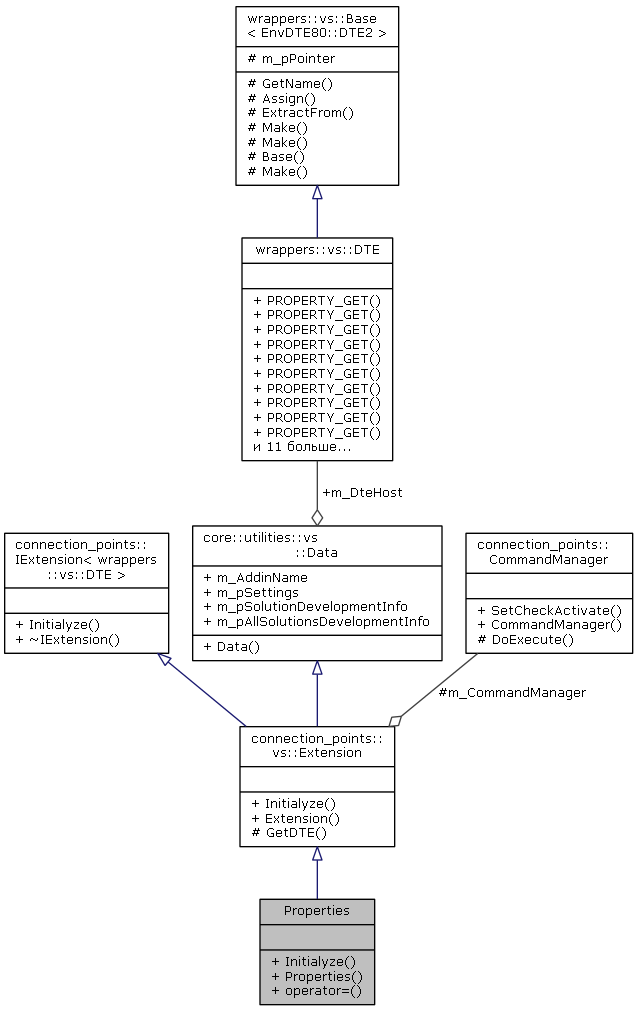 wrappers::vs::Base
< EnvDTE80::DTE2 >
# m_pPointer
# GetName()
# Assign()
# ExtractFrom()
# Make()
# Make()
# Base()
# Make()
wrappers::vs::DTE
+ PROPERTY_GET()
+ PROPERTY_GET()
+ PROPERTY_GET()
+ PROPERTY_GET()
+ PROPERTY_GET()
+ PROPERTY_GET()
+ PROPERTY_GET()
+ PROPERTY_GET()
+ PROPERTY_GET()
+ PROPERTY_GET()
и 11 больше...
+m_DteHost
connection_points::
IExtension< wrappers
::vs::DTE >
+ Initialyze()
+ ~IExtension()
core::utilities::vs
::Data
+ m_AddinName
+ m_pSettings
+ m_pSolutionDevelopmentInfo
+ m_pAllSolutionsDevelopmentInfo
+ Data()
connection_points::
CommandManager
+ SetCheckActivate()
+ CommandManager()
# DoExecute()
#m_CommandManager
connection_points::
vs::Extension
+ Initialyze()
+ Extension()
# GetDTE()
Properties
+ Initialyze()
+ Properties()
+ operator=()